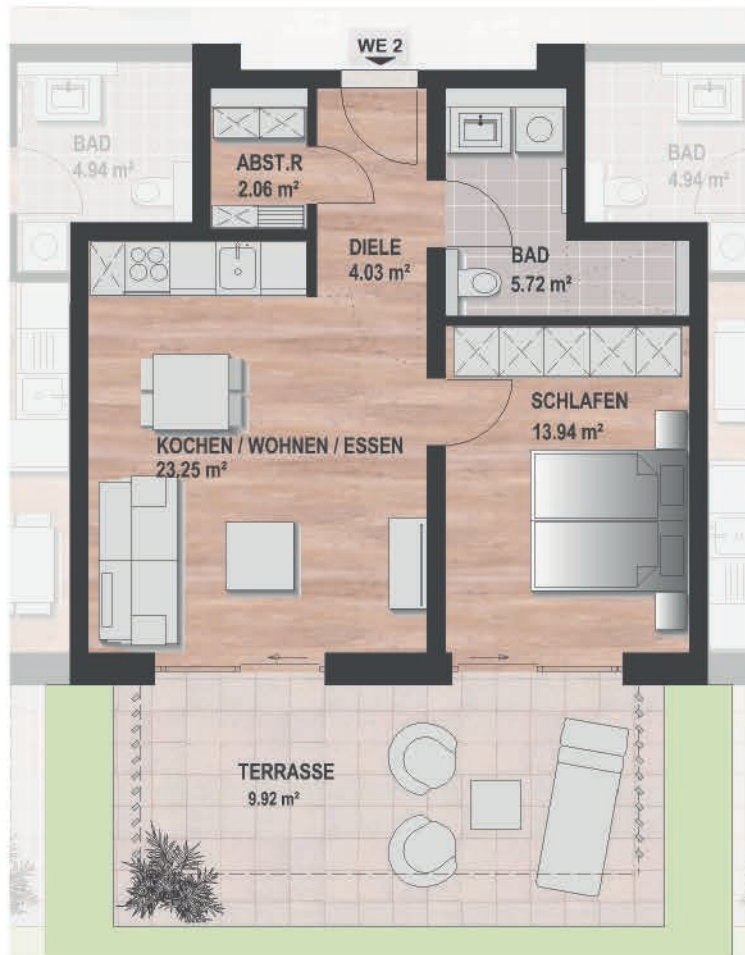 WE 2
BAD
4.94 m²
ABST.R
2.06 m²
DIELE
4.03 m²
BAD
5.72 m²
BAD
4.94 m²
SCHLAFEN
13.94 m²
KOCHEN / WOHNEN / ESSEN
23.25 m²
TERRASSE
9.92 m²